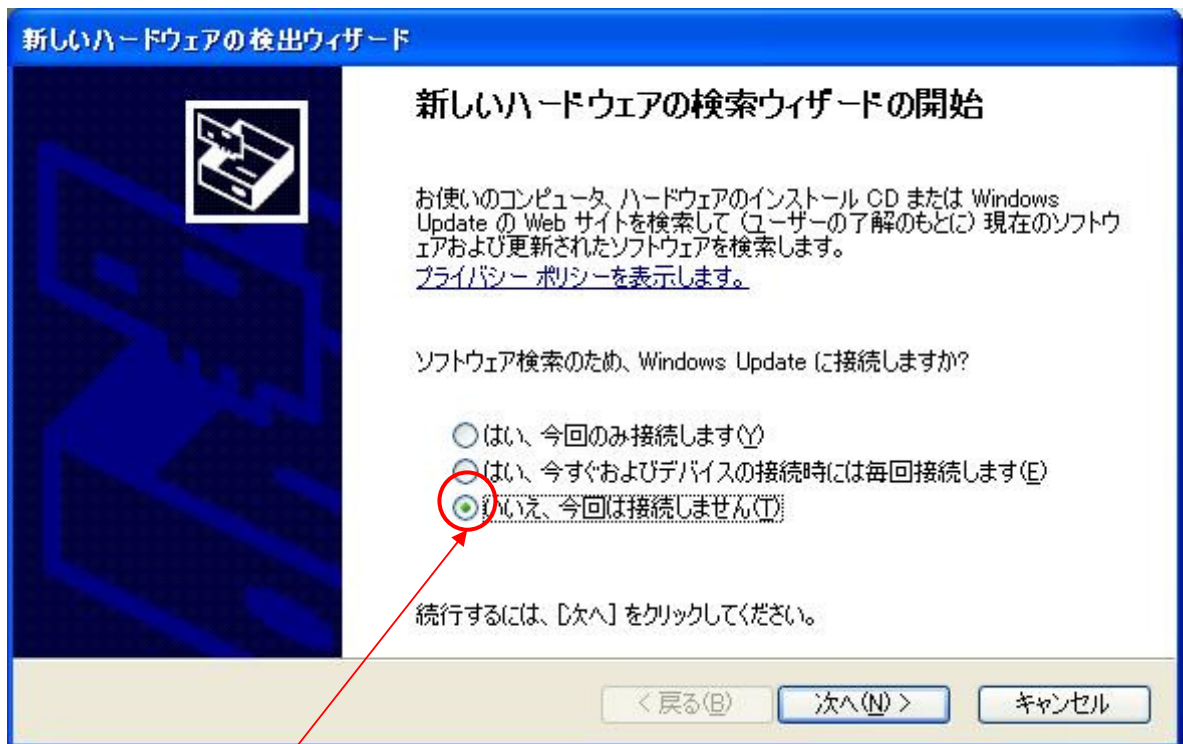 新しいハードウェアの検出ウィザード
新しいハードウェアの検索ウィザードの開始
お使いのコンピュータ、ハードウェアのインストール CD または Windows
Update の Web サイトを検索して (ユーザーの了解のもとに) 現在のソフトウ
ェアおよび更新されたソフトウェアを検索します。
プライバシー ポリシーを表示します。
ソフトウェア検索のため、Windows Update に接続しますか?
はい、今回のみ接続します(Y)
はい、今すぐおよびデバイスの接続時には毎回接続します(E)
いいえ、今回は接続しません(T)
続行するには、[次へ] をクリックしてください。
< 戻る(B)
次へ(N) >
キャンセル